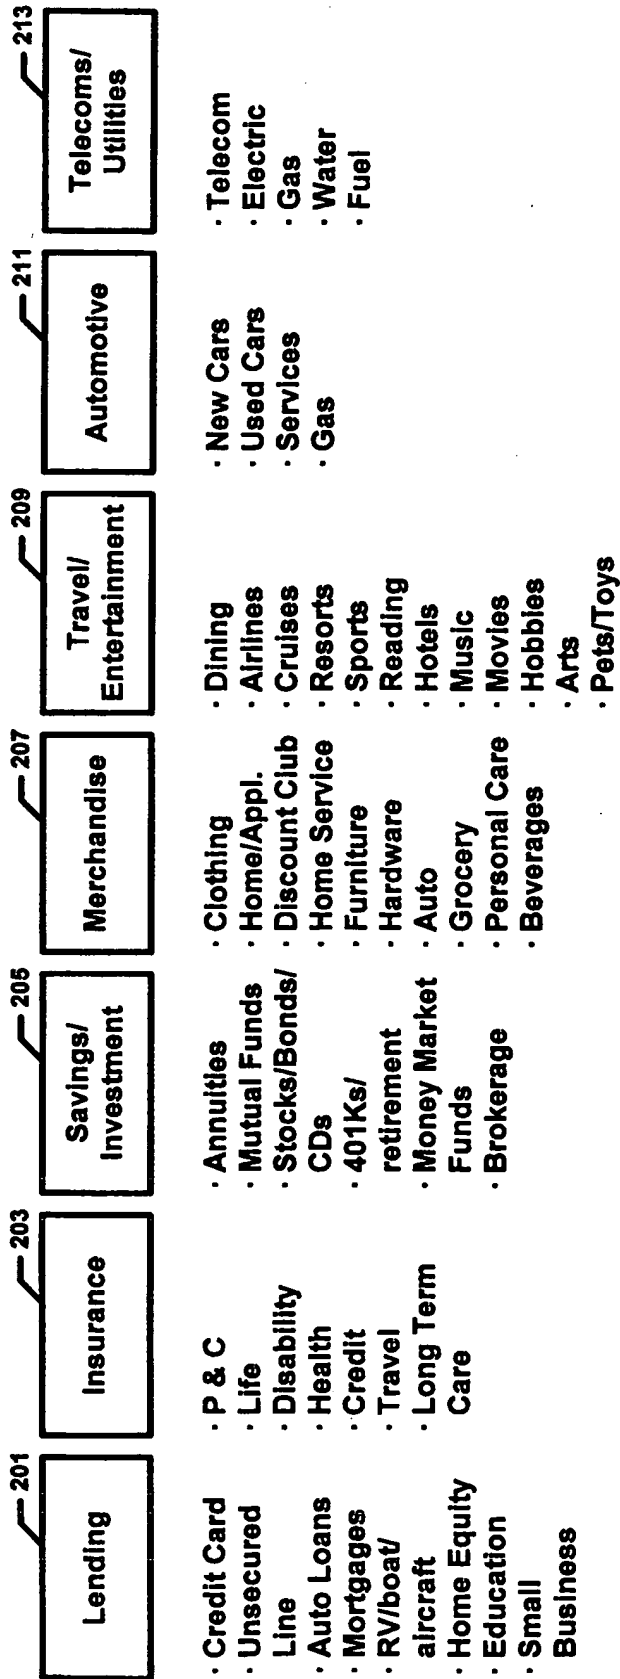 201
Lending
· Credit Card
· Unsecured
Line
· Auto Loans
· Mortgages
· RV/boat/
aircraft
· Home Equity
· Education
· Small
Business
203
Insurance
· P & C
· Life
· Disability
· Health
· Credit
· Travel
· Long Term
Care
205
Savings/
Investment
· Annuities
· Mutual Funds
· Stocks/Bonds/
CDs
· 401Ks/
retirement
· Money Market
Funds
· Brokerage
207
Merchandise
· Clothing
· Home/Appl.
· Discount Club
· Home Service
· Furniture
· Hardware
· Auto
· Grocery
· Personal Care
· Beverages
209
Travel/
Entertainment
· Dining
· Airlines
· Cruises
· Resorts
· Sports
· Reading
· Hotels
· Music
· Movies
· Hobbies
· Arts
· Pets/Toys
211
Automotive
· New Cars
· Used Cars
· Services
· Gas
213
Telecoms/
Utilities
· Telecom
· Electric
· Gas
· Water
· Fuel